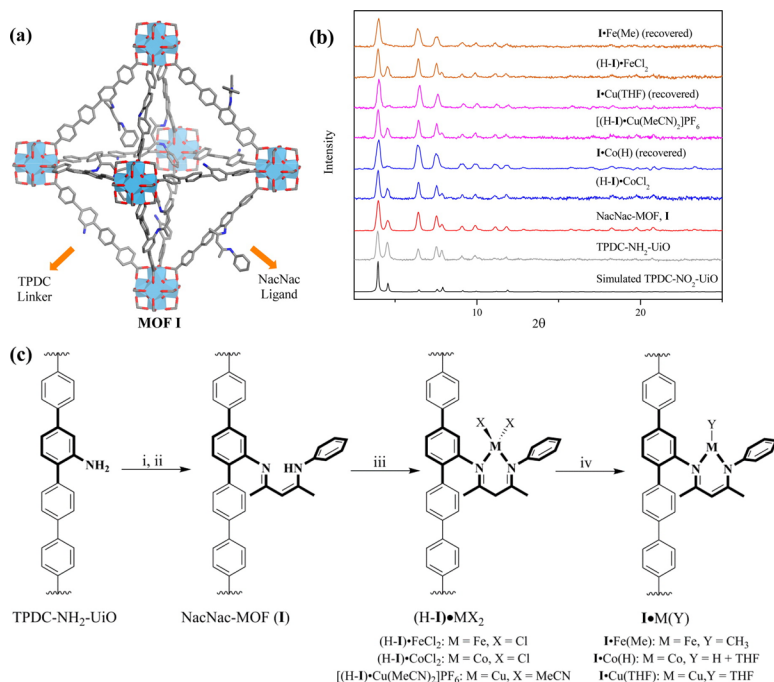 (a)
TPDC
Linker
NacNac
Ligand
MOF I
(b)
Intensity
I•Fe(Me) (recovered)
(H-I)•FeCl2
I•Cu(THF) (recovered)
[(H-I)•Cu(MeCN)2]PF6
I•Co(H) (recovered)
(H-I)•CoCl2
NacNac-MOF, I
TPDC-NH2-UiO
Simulated TPDC-NO2-UiO
5 10 15 20
2θ
(c)
NH2
i, ii
N HN
iii
X X
M
N N
iv
Y
M
N N
TPDC-NH2-UiO
NacNac-MOF (I)
(H-I)•MX2
I•M(Y)
(H-I)•FeCl2: M = Fe, X = Cl
(H-I)•CoCl2: M = Co, X = Cl
[(H-I)•Cu(MeCN)2]PF6: M = Cu, X = MeCN
I•Fe(Me): M = Fe, Y = CH3
I•Co(H): M = Co, Y = H + THF
I•Cu(THF): M = Cu, Y = THF